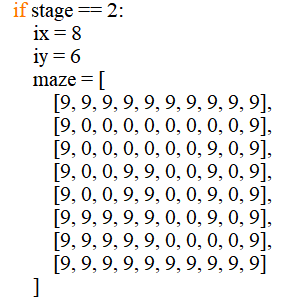 if stage == 2:
ix = 8
iy = 6
maze = [
[9, 9, 9, 9, 9, 9, 9, 9, 9, 9],
[9, 0, 0, 0, 0, 0, 0, 0, 0, 9],
[9, 0, 0, 0, 0, 0, 0, 9, 0, 9],
[9, 0, 0, 9, 9, 0, 0, 9, 0, 9],
[9, 0, 0, 9, 9, 0, 0, 9, 0, 9],
[9, 9, 9, 9, 9, 0, 0, 9, 0, 9],
[9, 9, 9, 9, 9, 0, 0, 0, 0, 9],
[9, 9, 9, 9, 9, 9, 9, 9, 9, 9]
]